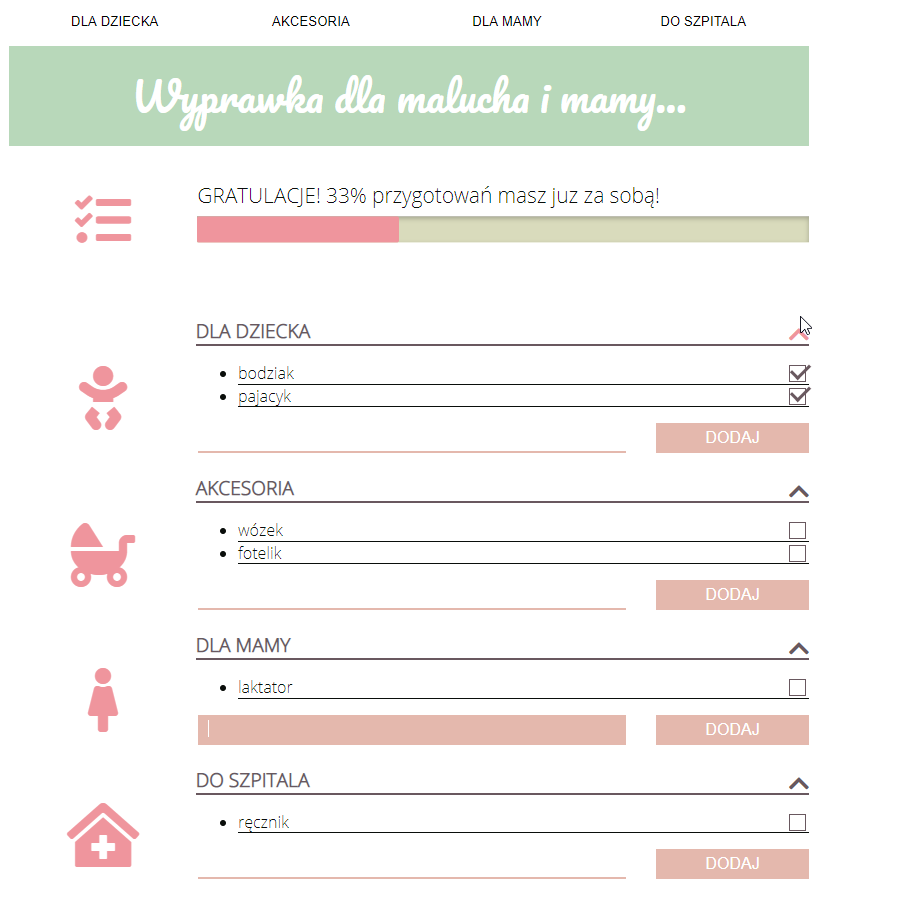 DLA DZIECKA AKCESORIA DLA MAMY DO SZPITALA
Wyprawka dla malucha i mamy...
GRATULACJE! 33% przygotowań masz juz za sobą!
DLA DZIECKA
bodziak
pajacyk
DODAJ
AKCESORIA
wózek
fotelik
DODAJ
DLA MAMY
laktator
DODAJ
DO SZPITALA
ręcznik
DODAJ